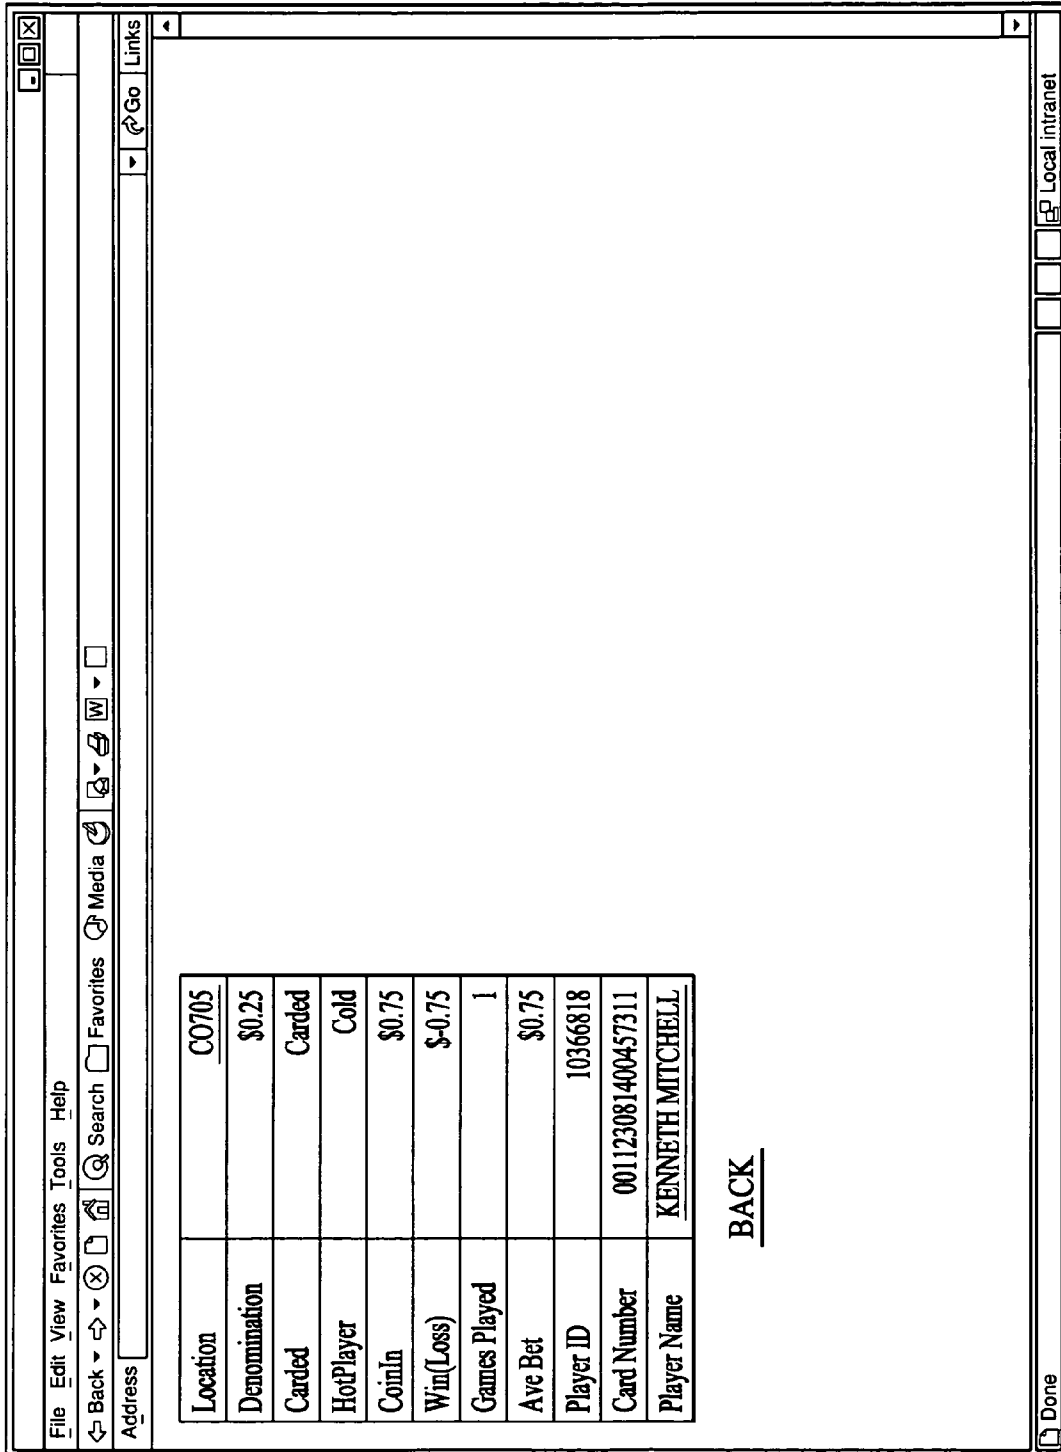 File Edit View Favorites Tools Help
Back Search Favorites Media W
Address Go Links
Location CO705
Denomination $0.25
Carded Carded
HotPlayer Cold
CoinIn $0.75
Win(Loss) $-0.75
Games Played 1
Ave Bet $0.75
Player ID 10366818
Card Number 001123081400457311
Player Name KENNETH MITCHELL
BACK
Done Local intranet